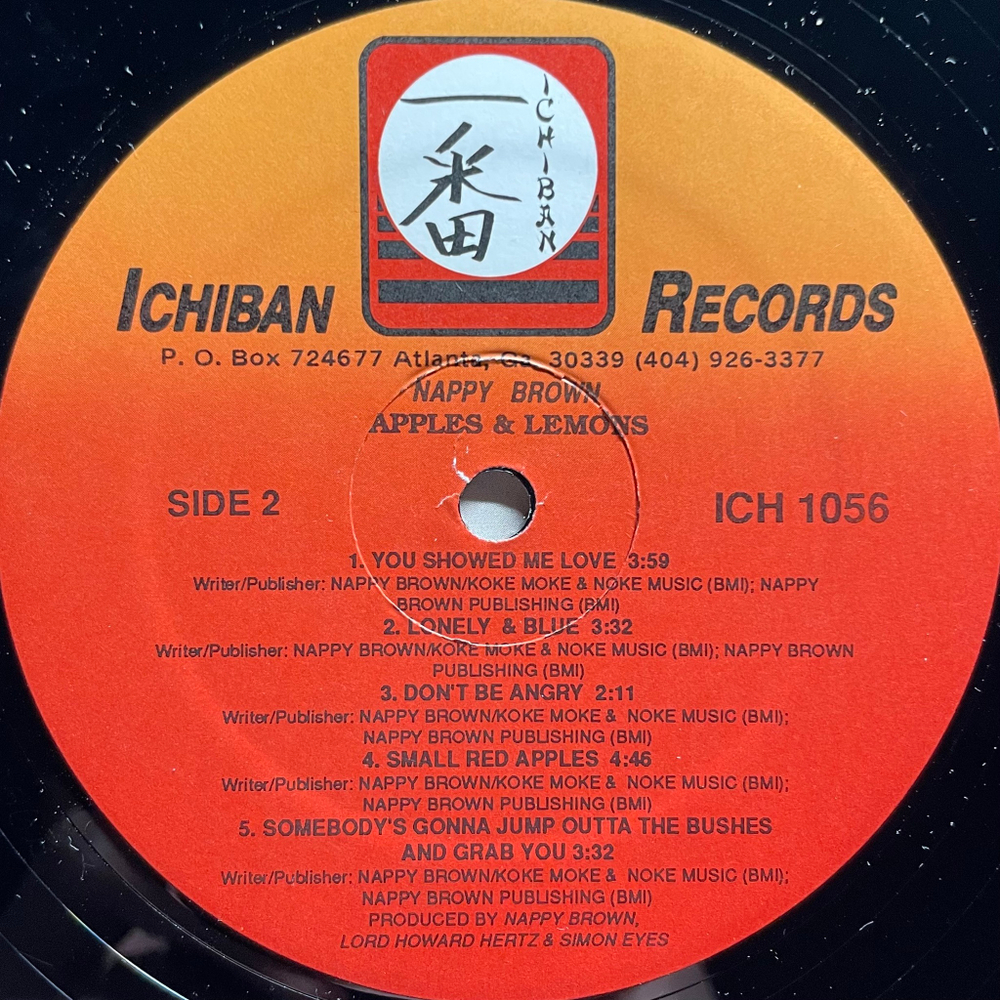 一番
ICHIBAN
ICHIBAN RECORDS
P. O. Box 724677 Atlanta, Ga. 30339 (404) 926-3377
NAPPY BROWN
APPLES & LEMONS
SIDE 2
ICH 1056
1. YOU SHOWED ME LOVE 3:59
Writer/Publisher: NAPPY BROWN/KOKE MOKE & NOKE MUSIC (BMI); NAPPY
BROWN PUBLISHING (BMI)
2. LONELY & BLUE 3:32
Writer/Publisher: NAPPY BROWN/KOKE MOKE & NOKE MUSIC (BMI); NAPPY BROWN
PUBLISHING (BMI)
3. DON'T BE ANGRY 2:11
Writer/Publisher: NAPPY BROWN/KOKE MOKE & NOKE MUSIC (BMI);
NAPPY BROWN PUBLISHING (BMI)
4. SMALL RED APPLES 4:46
Writer/Publisher: NAPPY BROWN/KOKE MOKE & NOKE MUSIC (BMI);
NAPPY BROWN PUBLISHING (BMI)
5. SOMEBODY'S GONNA JUMP OUTTA THE BUSHES
AND GRAB YOU 3:32
Writer/Publisher: NAPPY BROWN/KOKE MOKE & NOKE MUSIC (BMI);
NAPPY BROWN PUBLISHING (BMI)
PRODUCED BY NAPPY BROWN,
LORD HOWARD HERTZ & SIMON EYES